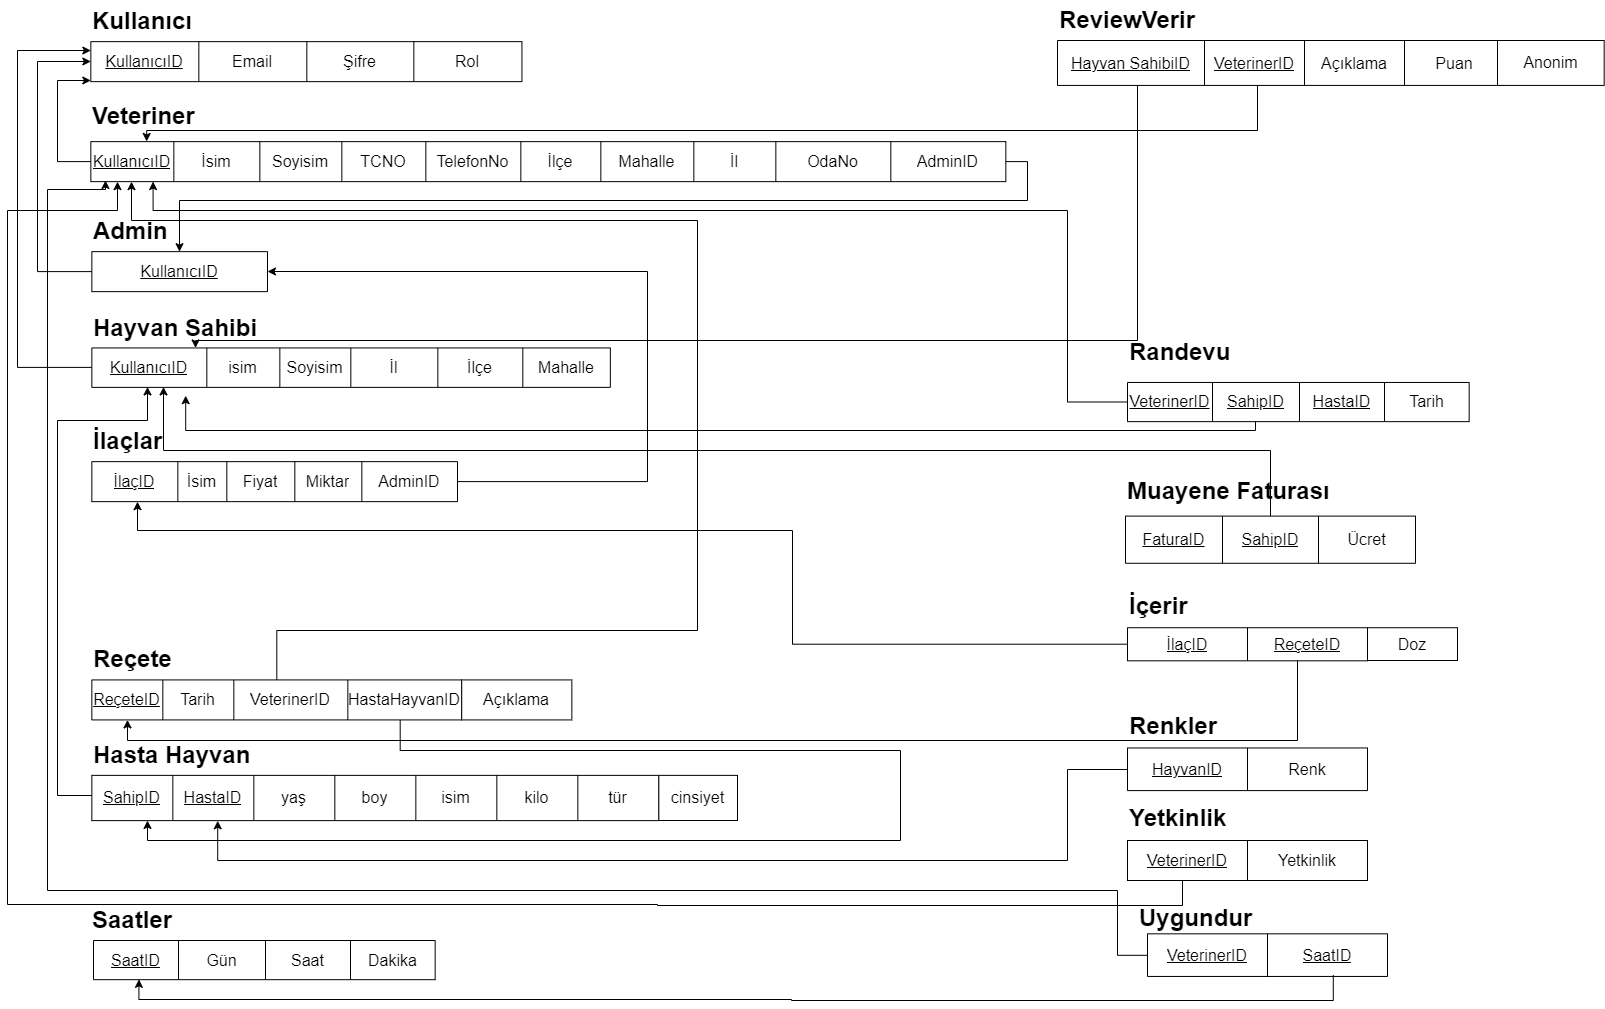 Kullanıcı
KullanıcıID Email Şifre Rol
Veteriner
KullanıcıID İsim Soyisim TCNO TelefonNo İlçe Mahalle İl OdaNo AdminID
Admin
KullanıcıID
Hayvan Sahibi
KullanıcıID isim Soyisim İl İlçe Mahalle
İlaçlar
İlaçID İsim Fiyat Miktar AdminID
Reçete
ReçeteID Tarih VeterinerID HastaHayvanID Açıklama
Hasta Hayvan
SahipID HastaID yaş boy isim kilo tür cinsiyet
Saatler
SaatID Gün Saat Dakika
ReviewVerir
Hayvan SahibiID VeterinerID Açıklama Puan Anonim
Randevu
VeterinerID SahipID HastaID Tarih
Muayene Faturası
FaturaID SahipID Ücret
İçerir
İlaçID ReçeteID Doz
Renkler
HayvanID Renk
Yetkinlik
VeterinerID Yetkinlik
Uygundur
VeterinerID SaatID